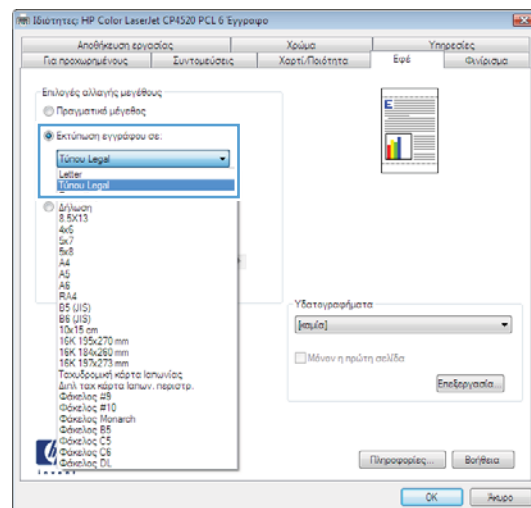 Ιδιότητες: HP Color LaserJet CP4520 PCL 6 Έγγραφο
Αποθήκευση εργασίας
Χρώμα
Υπηρεσίες
Για προχωρημένους
Συντομεύσεις
Χαρτί/Ποιότητα
Εφέ
Φινίρισμα
Επιλογές αλλαγής μεγέθους
Πραγματικό μέγεθος
Εκτύπωση εγγράφου σε:
Τύπου Legal
Letter
Τύπου Legal
Δήλωση
8.5X13
4x6
5x7
5x8
A4
A5
A6
RA4
B5 (JIS)
B6 (JIS)
10x15 cm
16K 195x270 mm
16K 184x260 mm
16K 197x273 mm
Ταχυδρομική κάρτα Ιαπωνίας
Διπλ ταχ κάρτα Ιαπων. περιστρ.
Φάκελος #9
Φάκελος #10
Φάκελος Monarch
Φάκελος B5
Φάκελος C5
Φάκελος C6
Φάκελος DL
E
Υδατογραφήματα
[καμία]
Μόνον η πρώτη σελίδα
Επεξεργασία...
Πληροφορίες...
Βοήθεια
OK
Άκυρο